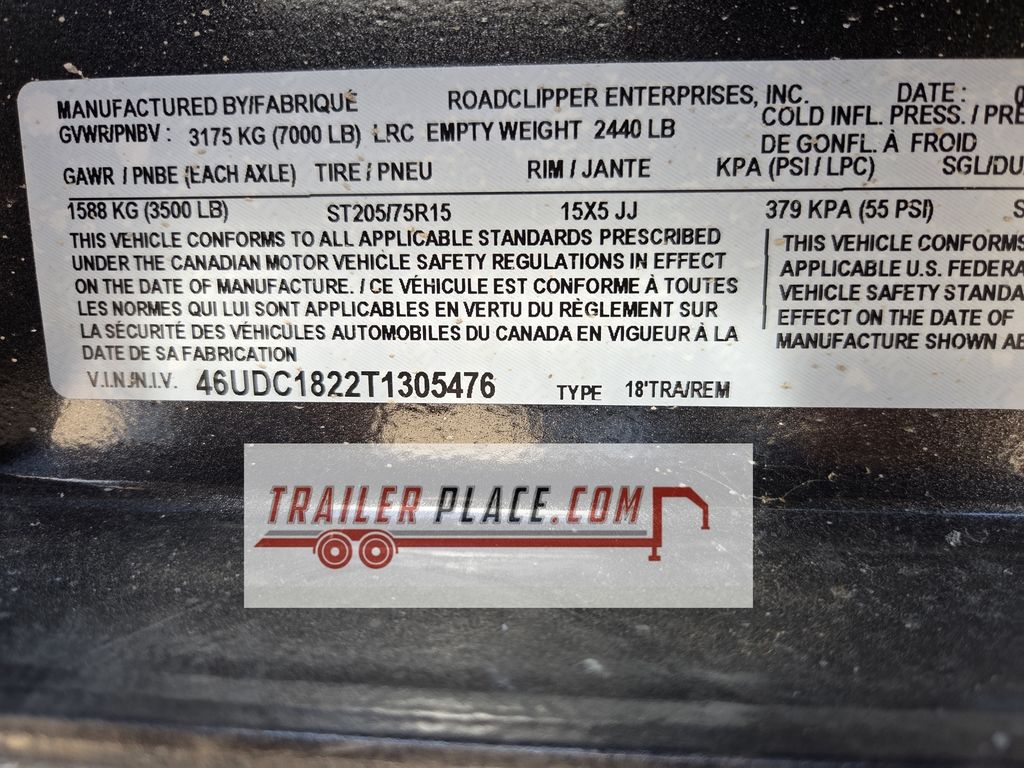 MANUFACTURED BY/FABRIQUÉ ROADCLIPPER ENTERPRISES, INC. DATE : 0
GVWR/PNBV : 3175 KG (7000 LB) LRC EMPTY WEIGHT 2440 LB COLD INFL. PRESS. / PRE
DE GONFL. À FROID
GAWR / PNBE (EACH AXLE) TIRE / PNEU RIM / JANTE KPA (PSI / LPC) SGL/DU
1588 KG (3500 LB) ST205/75R15 15X5 JJ 379 KPA (55 PSI) S
THIS VEHICLE CONFORMS TO ALL APPLICABLE STANDARDS PRESCRIBED
UNDER THE CANADIAN MOTOR VEHICLE SAFETY REGULATIONS IN EFFECT
ON THE DATE OF MANUFACTURE. / CE VÉHICULE EST CONFORME À TOUTES
LES NORMES QUI LUI SONT APPLICABLES EN VERTU DU RÈGLEMENT SUR
LA SÉCURITÉ DES VÉHICULES AUTOMOBILES DU CANADA EN VIGUEUR À LA
DATE DE SA FABRICATION
THIS VEHICLE CONFORMS
APPLICABLE U.S. FEDERA
VEHICLE SAFETY STANDA
EFFECT ON THE DATE OF
MANUFACTURE SHOWN AB
V.I.N./N.I.V. 46UDC1822T1305476 TYPE 18'TRA/REM
TRAILER PLACE.COM